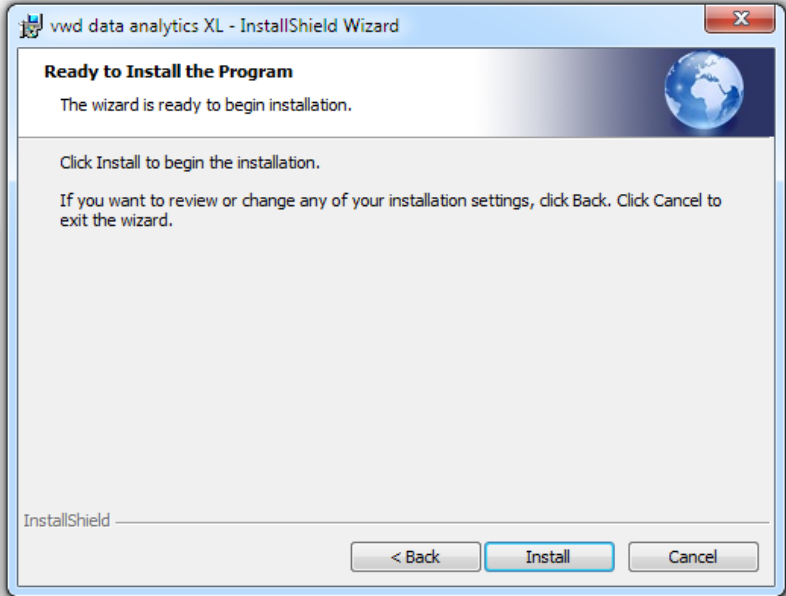 vwd data analytics XL - InstallShield Wizard
Ready to Install the Program
The wizard is ready to begin installation.
Click Install to begin the installation.
If you want to review or change any of your installation settings, click Back. Click Cancel to
exit the wizard.
InstallShield
< Back
Install
Cancel